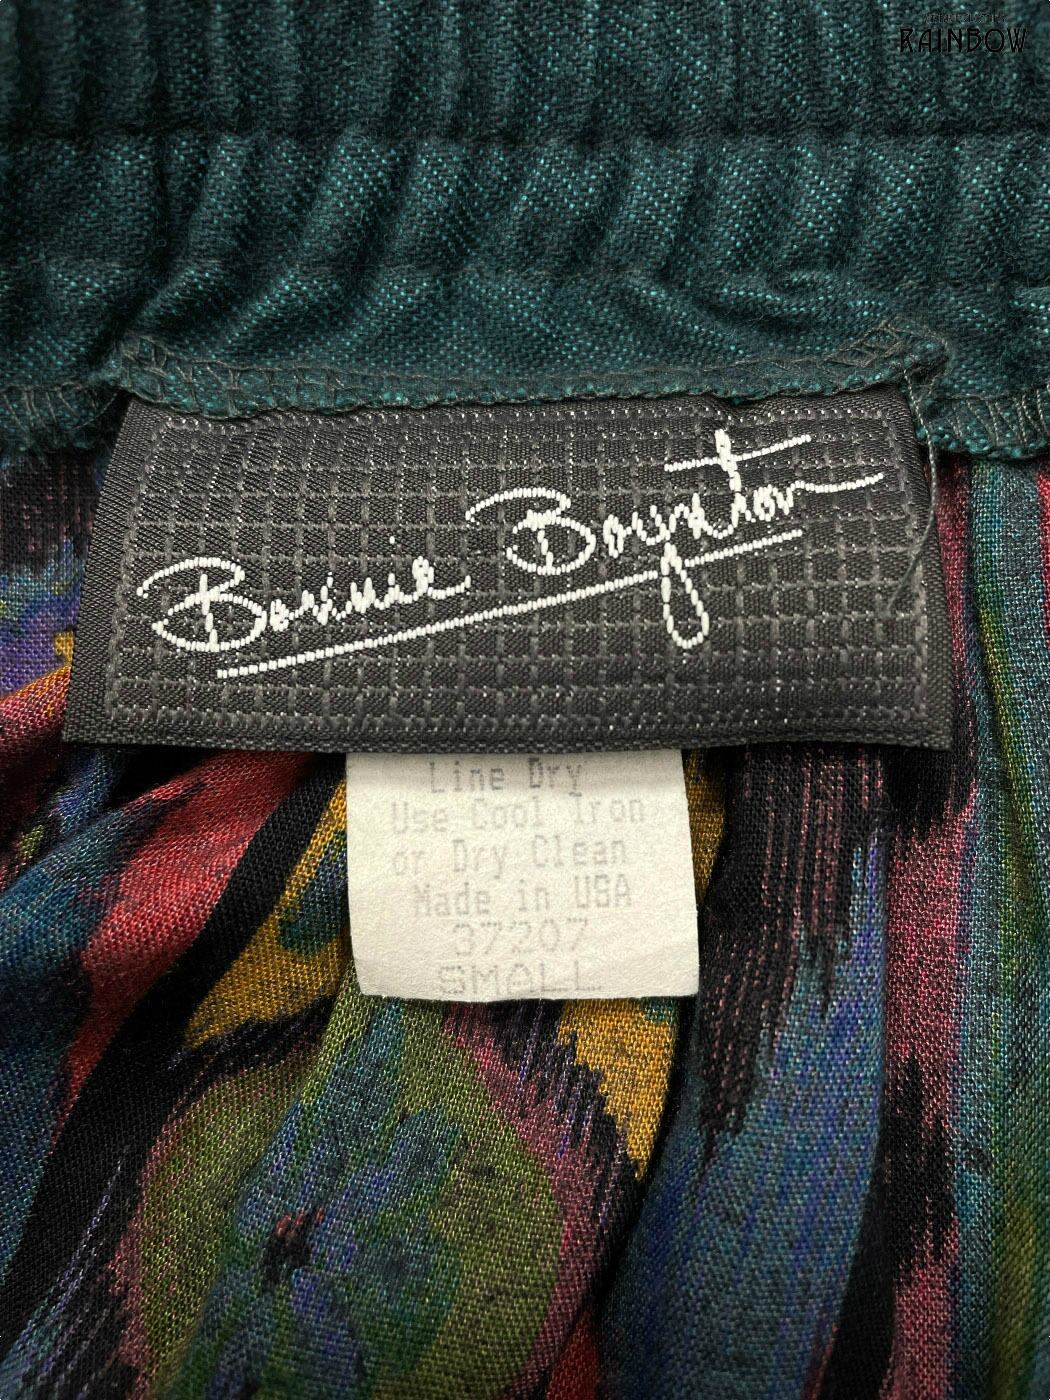 RAINBOW
Bonnie Boynton
Line Dry
Use Cool Iron
or Dry Clean
Made in USA
37207
SMALL